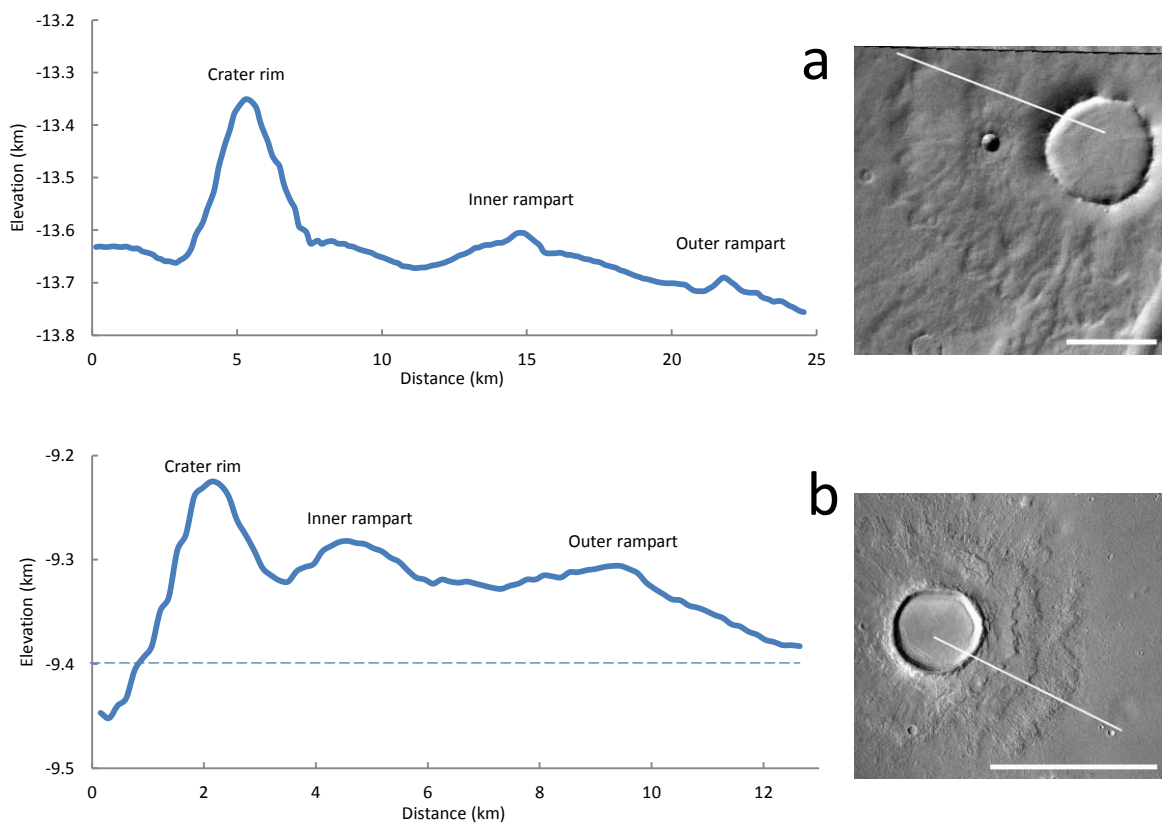 -13.2
-13.3
-13.4
-13.5
-13.6
-13.7
-13.8
Elevation (km)
Crater rim
Inner rampart
Outer rampart
0 5 10 15 20 25
Distance (km)
a
-9.2
-9.3
-9.4
-9.5
Elevation (km)
Crater rim
Inner rampart
Outer rampart
0 2 4 6 8 10 12
Distance (km)
b